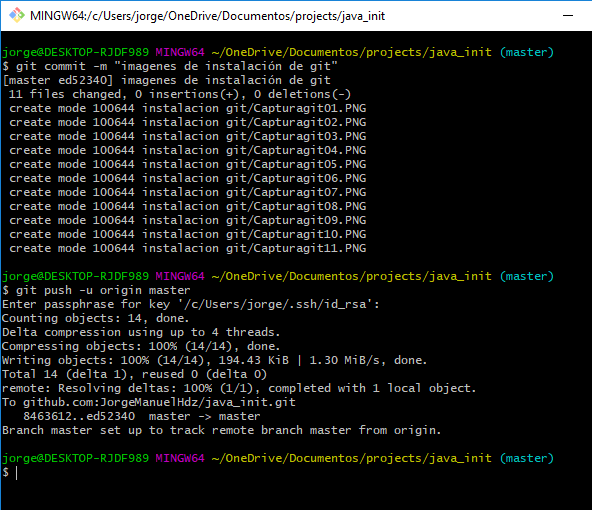 MINGW64:/c/Users/jorge/OneDrive/Documentos/projects/java_init
jorge@DESKTOP-RJDF989 MINGW64 ~/OneDrive/Documentos/projects/java_init (master)
$ git commit -m "imagenes de instalación de git"
[master ed52340] imagenes de instalación de git
 11 files changed, 0 insertions(+), 0 deletions(-)
 create mode 100644 instalacion git/Capturagit01.PNG
 create mode 100644 instalacion git/Capturagit02.PNG
 create mode 100644 instalacion git/Capturagit03.PNG
 create mode 100644 instalacion git/Capturagit04.PNG
 create mode 100644 instalacion git/Capturagit05.PNG
 create mode 100644 instalacion git/Capturagit06.PNG
 create mode 100644 instalacion git/Capturagit07.PNG
 create mode 100644 instalacion git/Capturagit08.PNG
 create mode 100644 instalacion git/Capturagit09.PNG
 create mode 100644 instalacion git/Capturagit10.PNG
 create mode 100644 instalacion git/Capturagit11.PNG
jorge@DESKTOP-RJDF989 MINGW64 ~/OneDrive/Documentos/projects/java_init (master)
$ git push -u origin master
Enter passphrase for key '/c/Users/jorge/.ssh/id_rsa':
Counting objects: 14, done.
Delta compression using up to 4 threads.
Compressing objects: 100% (14/14), done.
Writing objects: 100% (14/14), 194.43 KiB | 1.30 MiB/s, done.
Total 14 (delta 1), reused 0 (delta 0)
remote: Resolving deltas: 100% (1/1), completed with 1 local object.
To github.com:JorgeManuelHdz/java_init.git
   8463612..ed52340  master -> master
Branch master set up to track remote branch master from origin.
jorge@DESKTOP-RJDF989 MINGW64 ~/OneDrive/Documentos/projects/java_init (master)
$